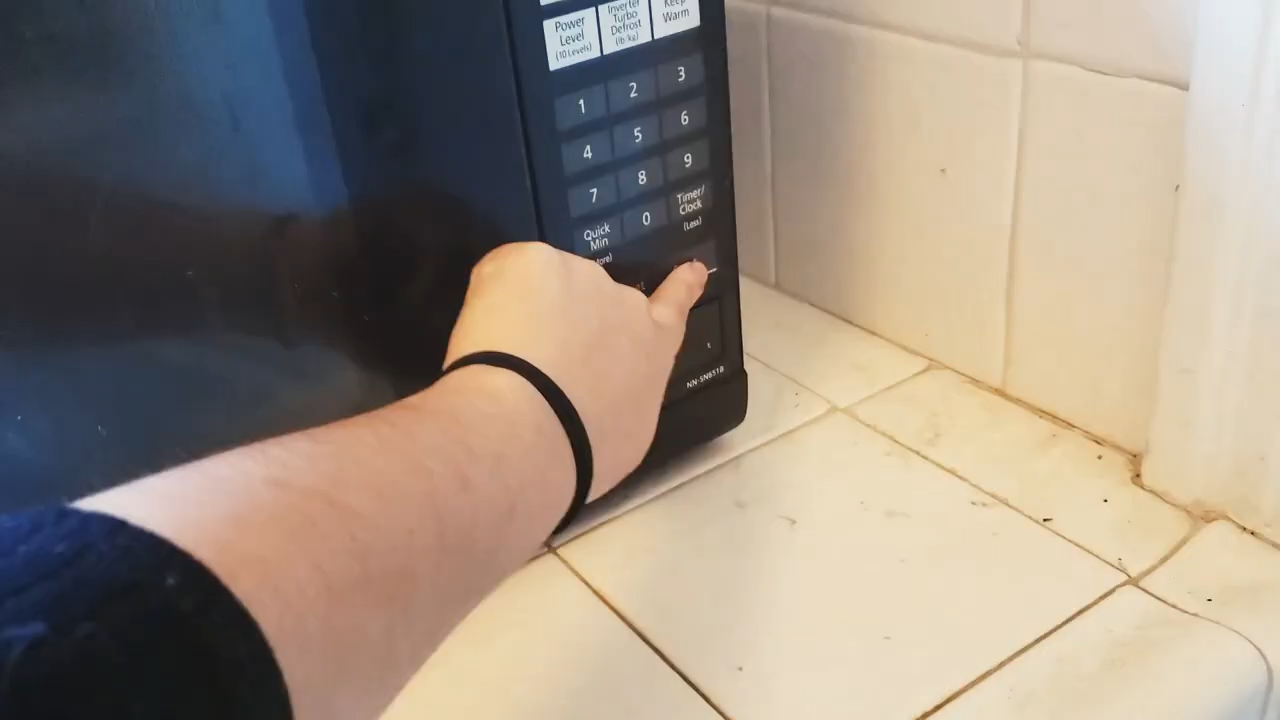 Power
Level
(10 Levels)
Inverter
Turbo
Defrost
(lb/kg)
Keep
Warm
1
2
3
4
5
6
7
8
9
Quick
Min
0
Timer/
Clock
(Less)
NN-SN651B